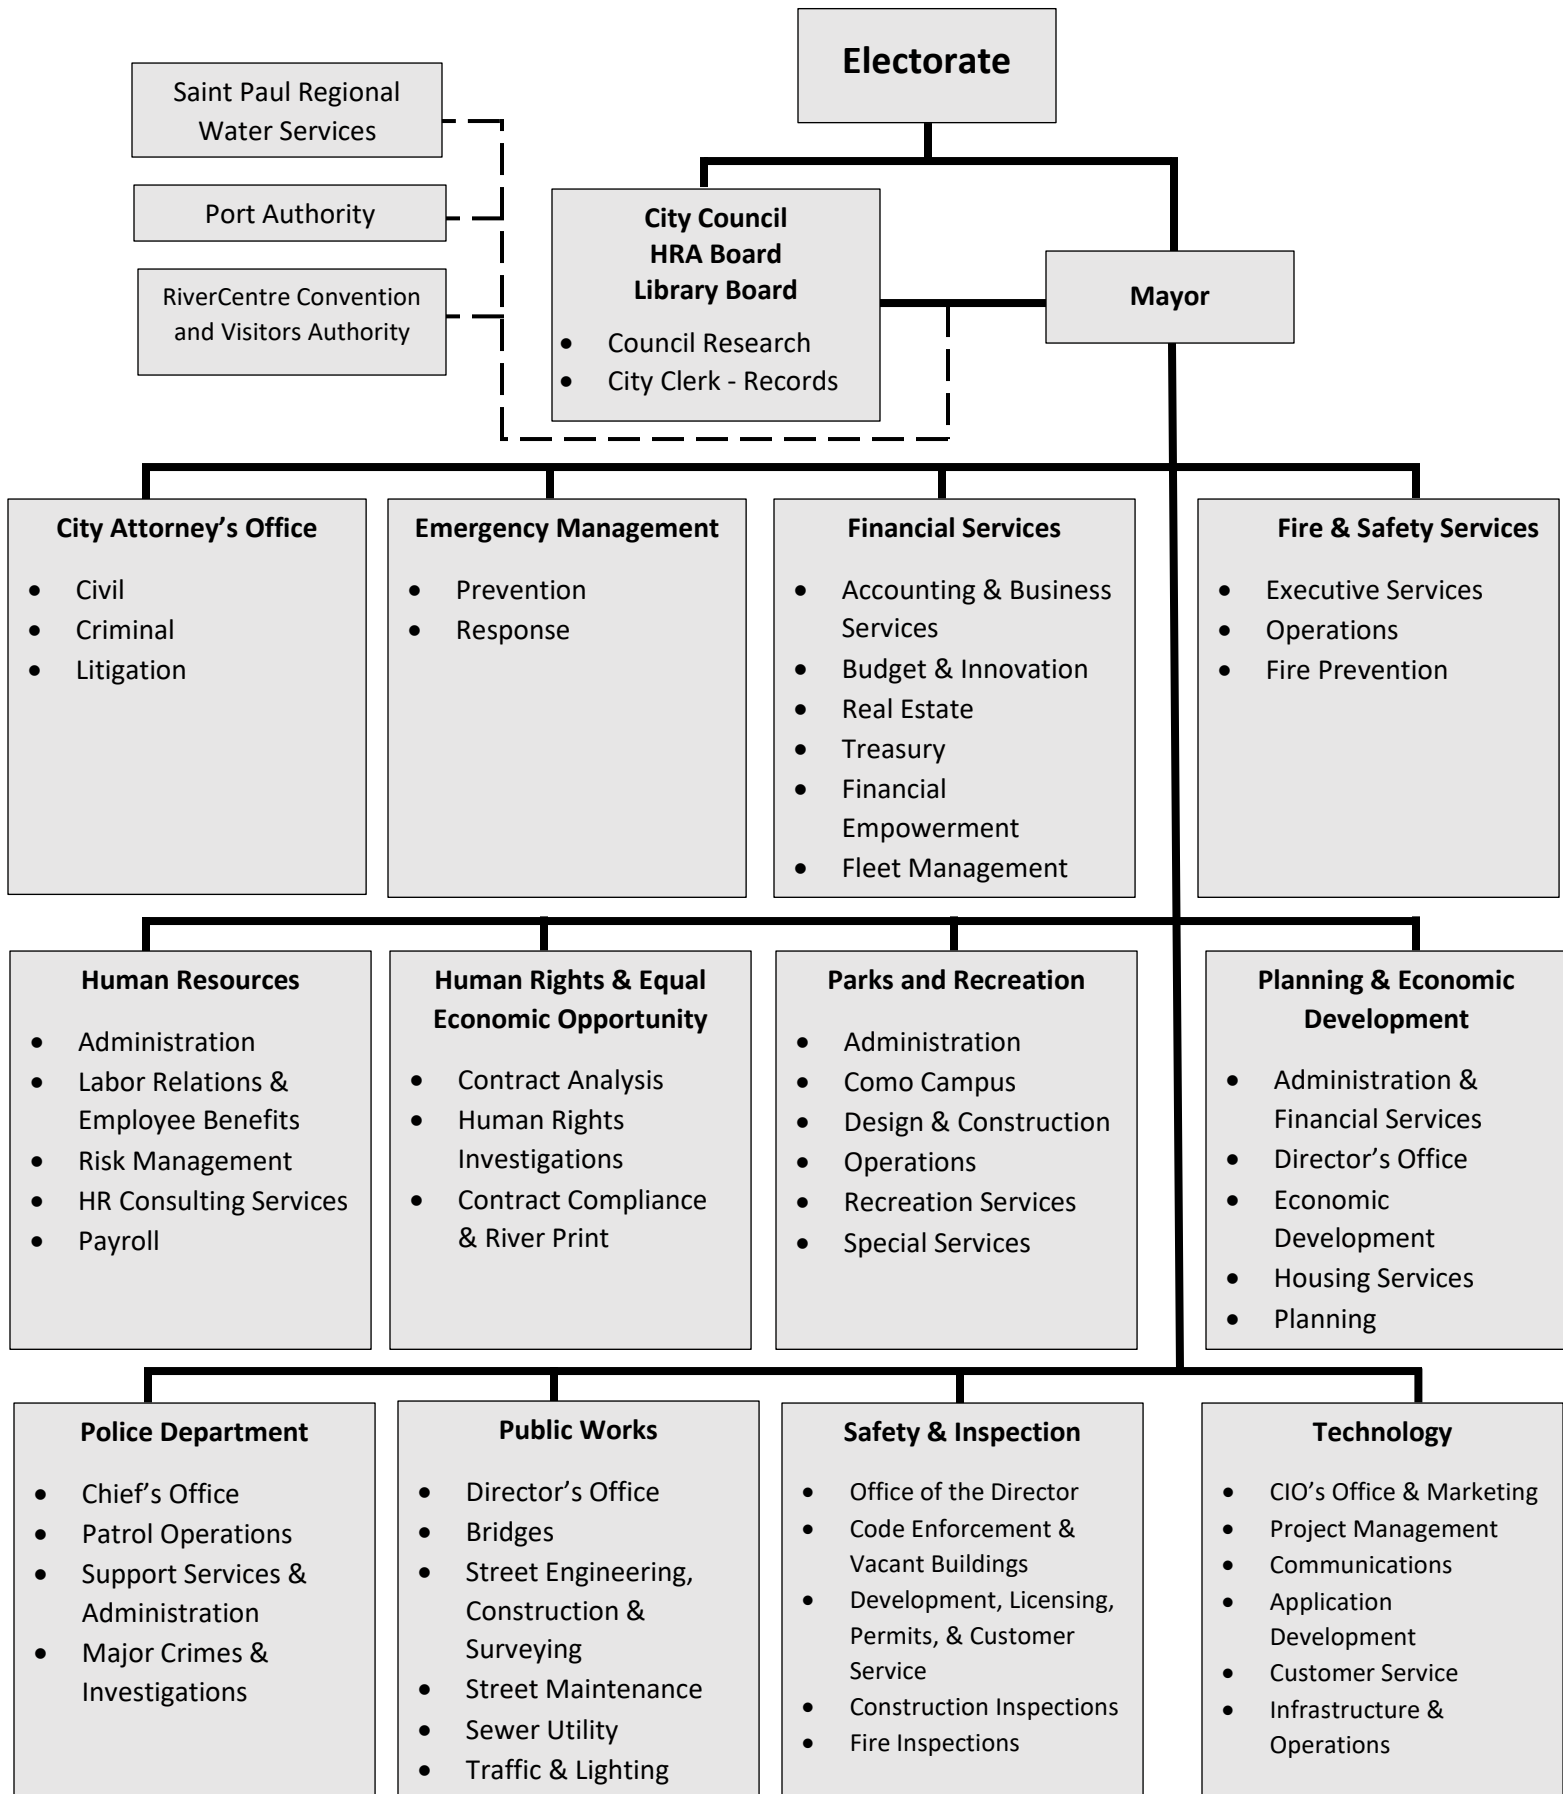 Electorate
Saint Paul Regional
Water Services
Port Authority
RiverCentre Convention
and Visitors Authority
City Council
HRA Board
Library Board
• Council Research
• City Clerk - Records
Mayor
City Attorney’s Office
• Civil
• Criminal
• Litigation
Emergency Management
• Prevention
• Response
Financial Services
• Accounting & Business
Services
• Budget & Innovation
• Real Estate
• Treasury
• Financial
Empowerment
• Fleet Management
Fire & Safety Services
• Executive Services
• Operations
• Fire Prevention
Human Resources
• Administration
• Labor Relations &
Employee Benefits
• Risk Management
• HR Consulting Services
• Payroll
Human Rights & Equal
Economic Opportunity
• Contract Analysis
• Human Rights
Investigations
• Contract Compliance
& River Print
Parks and Recreation
• Administration
• Como Campus
• Design & Construction
• Operations
• Recreation Services
• Special Services
Planning & Economic
Development
• Administration &
Financial Services
• Director’s Office
• Economic
Development
• Housing Services
• Planning
Police Department
• Chief’s Office
• Patrol Operations
• Support Services &
Administration
• Major Crimes &
Investigations
Public Works
• Director’s Office
• Bridges
• Street Engineering,
Construction &
Surveying
• Street Maintenance
• Sewer Utility
• Traffic & Lighting
Safety & Inspection
• Office of the Director
• Code Enforcement &
Vacant Buildings
• Development, Licensing,
Permits, & Customer
Service
• Construction Inspections
• Fire Inspections
Technology
• CIO’s Office & Marketing
• Project Management
• Communications
• Application
Development
• Customer Service
• Infrastructure &
Operations